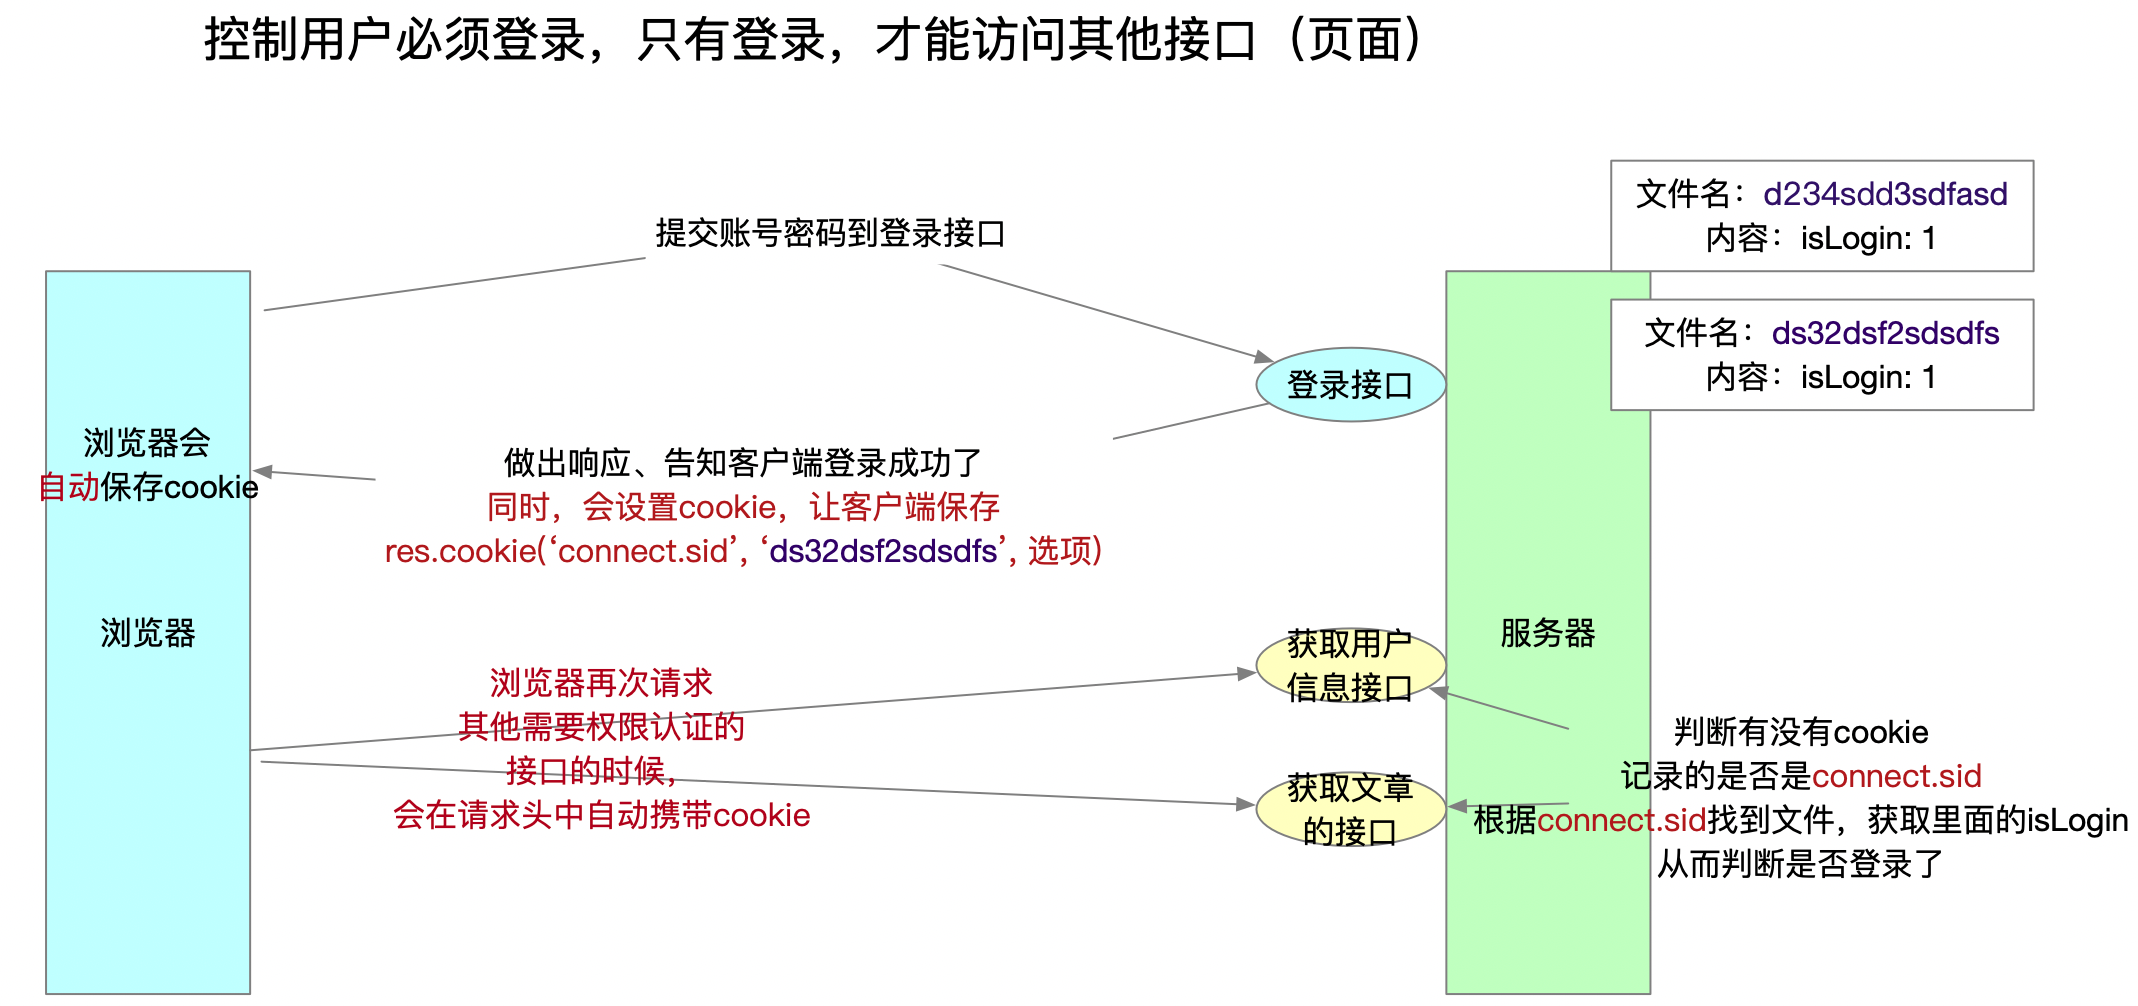 控制用户必须登录，只有登录，才能访问其他接口（页面）
文件名：d234sdd3sdfasd
内容：isLogin: 1
提交账号密码到登录接口
文件名：ds32dsf2sdsdfs
内容：isLogin: 1
登录接口
浏览器会
自动保存cookie
做出响应、告知客户端登录成功了
同时，会设置cookie，让客户端保存
res.cookie(‘connect.sid’, ‘ds32dsf2sdsdfs’, 选项)
浏览器
服务器
获取用户
信息接口
浏览器再次请求
其他需要权限认证的
接口的时候，
会在请求头中自动携带cookie
获取文章
的接口
判断有没有cookie
记录的是否是connect.sid
根据connect.sid找到文件，获取里面的isLogin
从而判断是否登录了